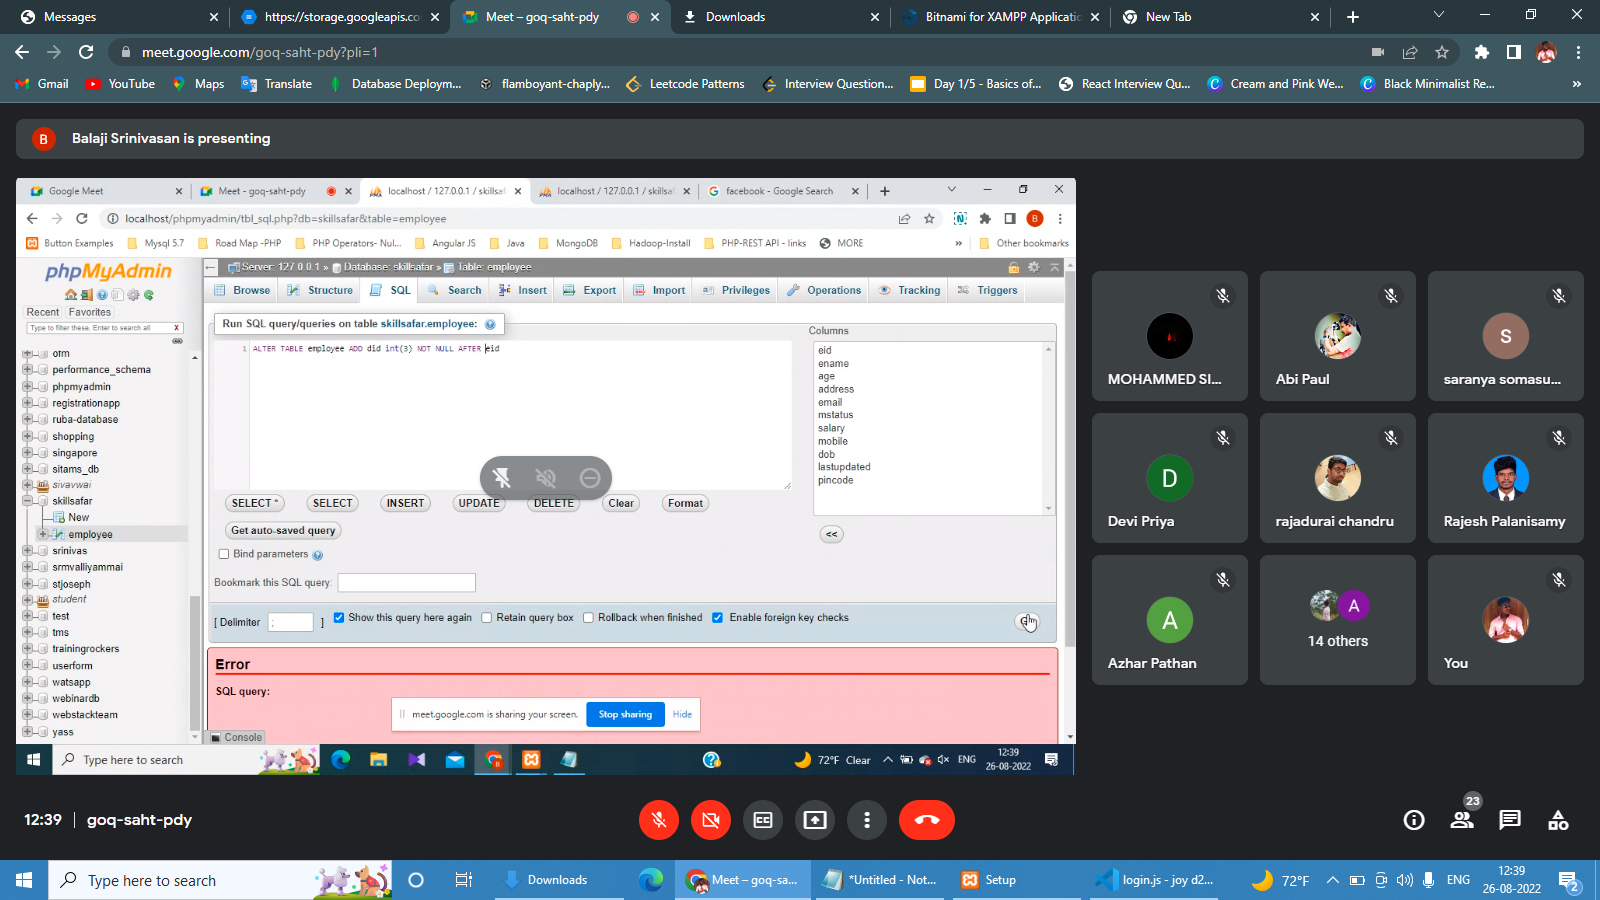 Messages
https://storage.googleapis.co
Meet – goq-saht-pdy
Downloads
Bitnami for XAMPP Applicatio
New Tab
meet.google.com/goq-saht-pdy?pli=1
Gmail
YouTube
Maps
Translate
Database Deploym...
flamboyant-chaply...
Leetcode Patterns
Interview Question...
Day 1/5 - Basics of...
React Interview Qu...
Cream and Pink We...
Black Minimalist Re...
B
Balaji Srinivasan is presenting
Google Meet
Meet - goq-saht-pdy
localhost / 127.0.0.1 / skillsaf
localhost / 127.0.0.1 / skillsa
facebook - Google Search
localhost/phpmyadmin/tbl_sql.php?db=skillsafar&table=employee
B
Button Examples
Mysql 5.7
Road Map -PHP
PHP Operators- Nul...
Angular JS
Java
MongoDB
Hadoop-Install
PHP-REST API - links
MORE
Other bookmarks
phpMyAdmin
Recent
Favorites
Type to filter these, Enter to search all
X
orm
performance_schema
phpmyadmin
registrationapp
ruba-database
shopping
singapore
sitams_db
sivavwai
skillsafar
New
employee
srinivas
srmvalliyammai
stjoseph
student
test
tms
trainingrockers
userform
watsapp
webinardb
webstackteam
yass
Server: 127.0.0.1 » Database: skillsafar » Table: employee
Browse
Structure
SQL
Search
Insert
Export
Import
Privileges
Operations
Tracking
Triggers
Run SQL query/queries on table skillsafar.employee:
1 ALTER TABLE employee ADD did int(3) NOT NULL AFTER eid
Columns
eid
ename
age
address
email
mstatus
salary
mobile
dob
lastupdated
pincode
<<
SELECT *
SELECT
INSERT
UPDATE
DELETE
Clear
Format
Get auto-saved query
Bind parameters
Bookmark this SQL query:
[ Delimiter ; ]
Show this query here again
Retain query box
Rollback when finished
Enable foreign key checks
Error
SQL query:
meet.google.com is sharing your screen.
Stop sharing
Hide
Console
Type here to search
72°F Clear
ENG
12:39
26-08-2022
MOHAMMED SI...
Abi Paul
S
saranya somasu...
D
Devi Priya
rajadurai chandru
Rajesh Palanisamy
A
Azhar Pathan
A
14 others
You
12:39
goq-saht-pdy
23
Type here to search
Downloads
Meet – goq-sa...
*Untitled - Not...
Setup
login.js - joy d2...
72°F
ENG
12:39
26-08-2022
2